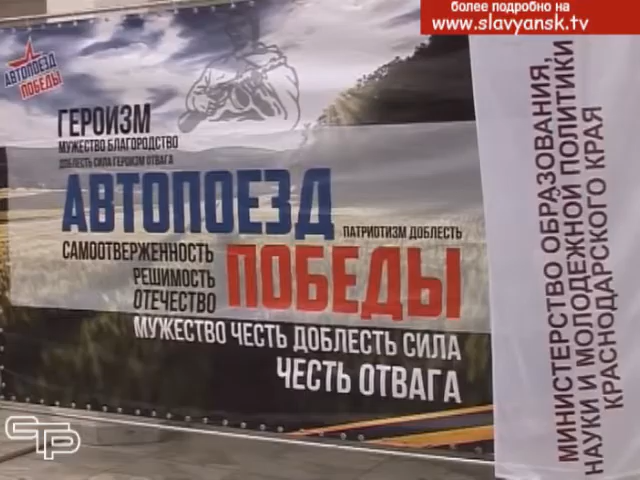 более подробно на
www.slavyansk.tv
АВТОПОЕЗД
ПОБЕДЫ
ГЕРОИЗМ
МУЖЕСТВО БЛАГОРОДСТВО
ДОБЛЕСТЬ СИЛА ГЕРОИЗМ ОТВАГА
АВТОПОЕЗД
ПАТРИОТИЗМ ДОБЛЕСТЬ
САМООТВЕРЖЕННОСТЬ
РЕШИМОСТЬ
ОТЕЧЕСТВО
ПОБЕДЫ
МУЖЕСТВО ЧЕСТЬ ДОБЛЕСТЬ СИЛА
ЧЕСТЬ ОТВАГА
МИНИСТЕРСТВО ОБРАЗОВАНИЯ,
НАУКИ И МОЛОДЕЖНОЙ ПОЛИТИКИ
КРАСНОДАРСКОГО КРАЯ
СТР